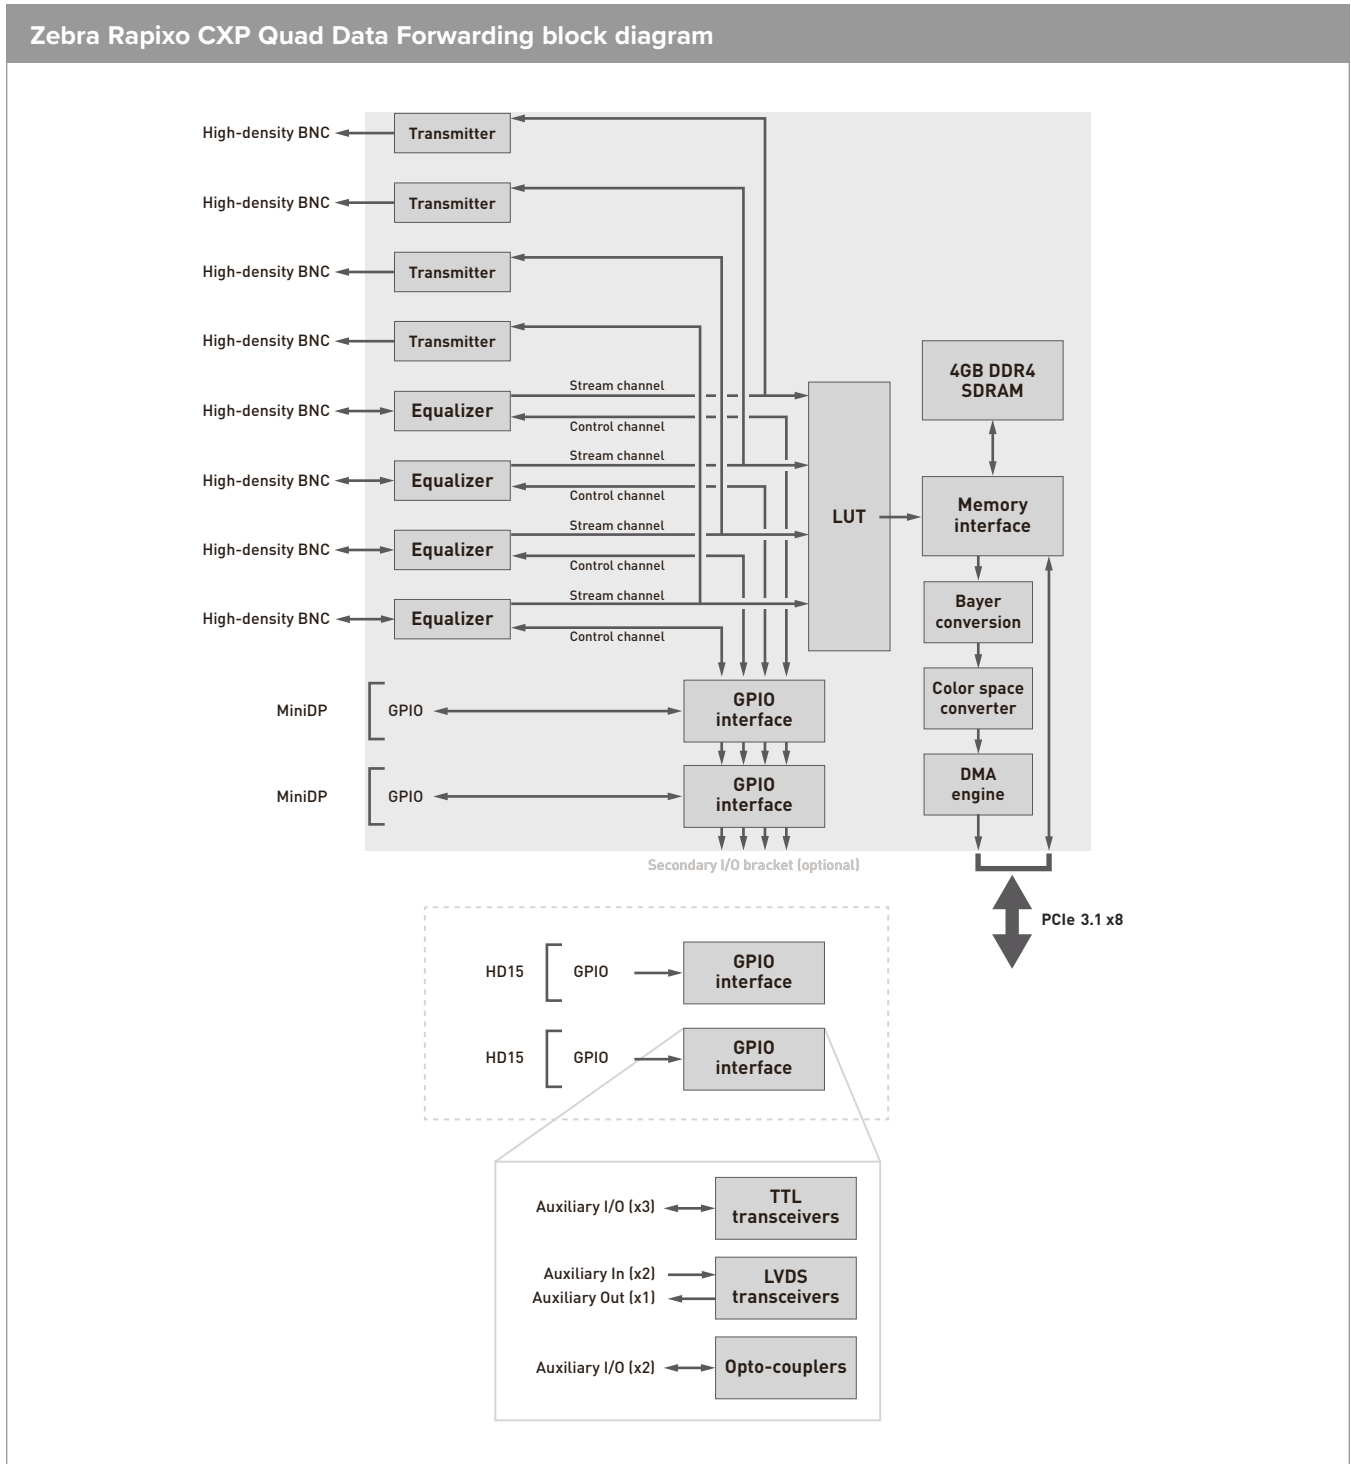 Zebra Rapixo CXP Quad Data Forwarding block diagram
High-density BNC
Transmitter
High-density BNC
Transmitter
High-density BNC
Transmitter
High-density BNC
Transmitter
High-density BNC
Equalizer
Stream channel
Control channel
High-density BNC
Equalizer
Stream channel
Control channel
High-density BNC
Equalizer
Stream channel
Control channel
High-density BNC
Equalizer
Stream channel
Control channel
LUT
4GB DDR4
SDRAM
Memory
interface
Bayer
conversion
Color space
converter
DMA
engine
MiniDP
GPIO
GPIO
interface
MiniDP
GPIO
GPIO
interface
Secondary I/O bracket (optional)
PCIe 3.1 x8
HD15
GPIO
GPIO
interface
HD15
GPIO
GPIO
interface
Auxiliary I/O (x3)
TTL
transceivers
Auxiliary In (x2)
Auxiliary Out (x1)
LVDS
transceivers
Auxiliary I/O (x2)
Opto-couplers